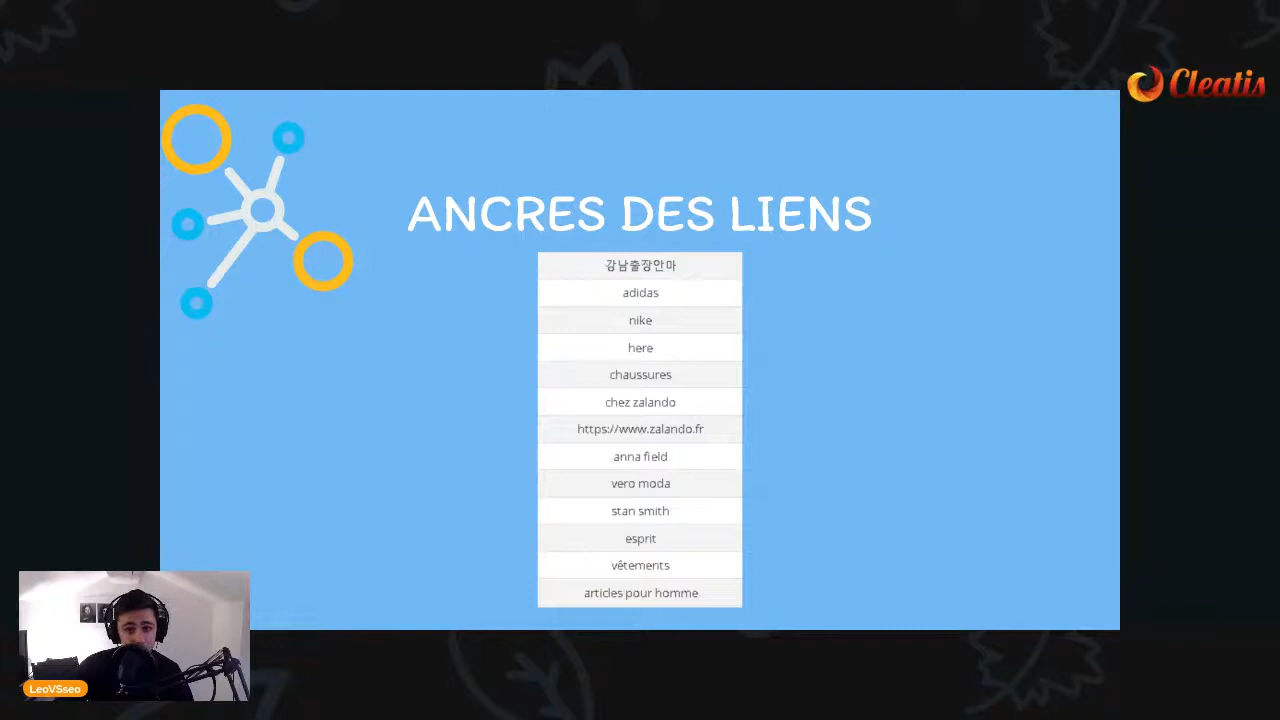 Cleatis
ANCRES DES LIENS
강남출장안마
adidas
nike
here
chaussures
chez zalando
https://www.zalando.fr
anna field
vero moda
stan smith
esprit
vêtements
articles pour homme
LeoVSseo